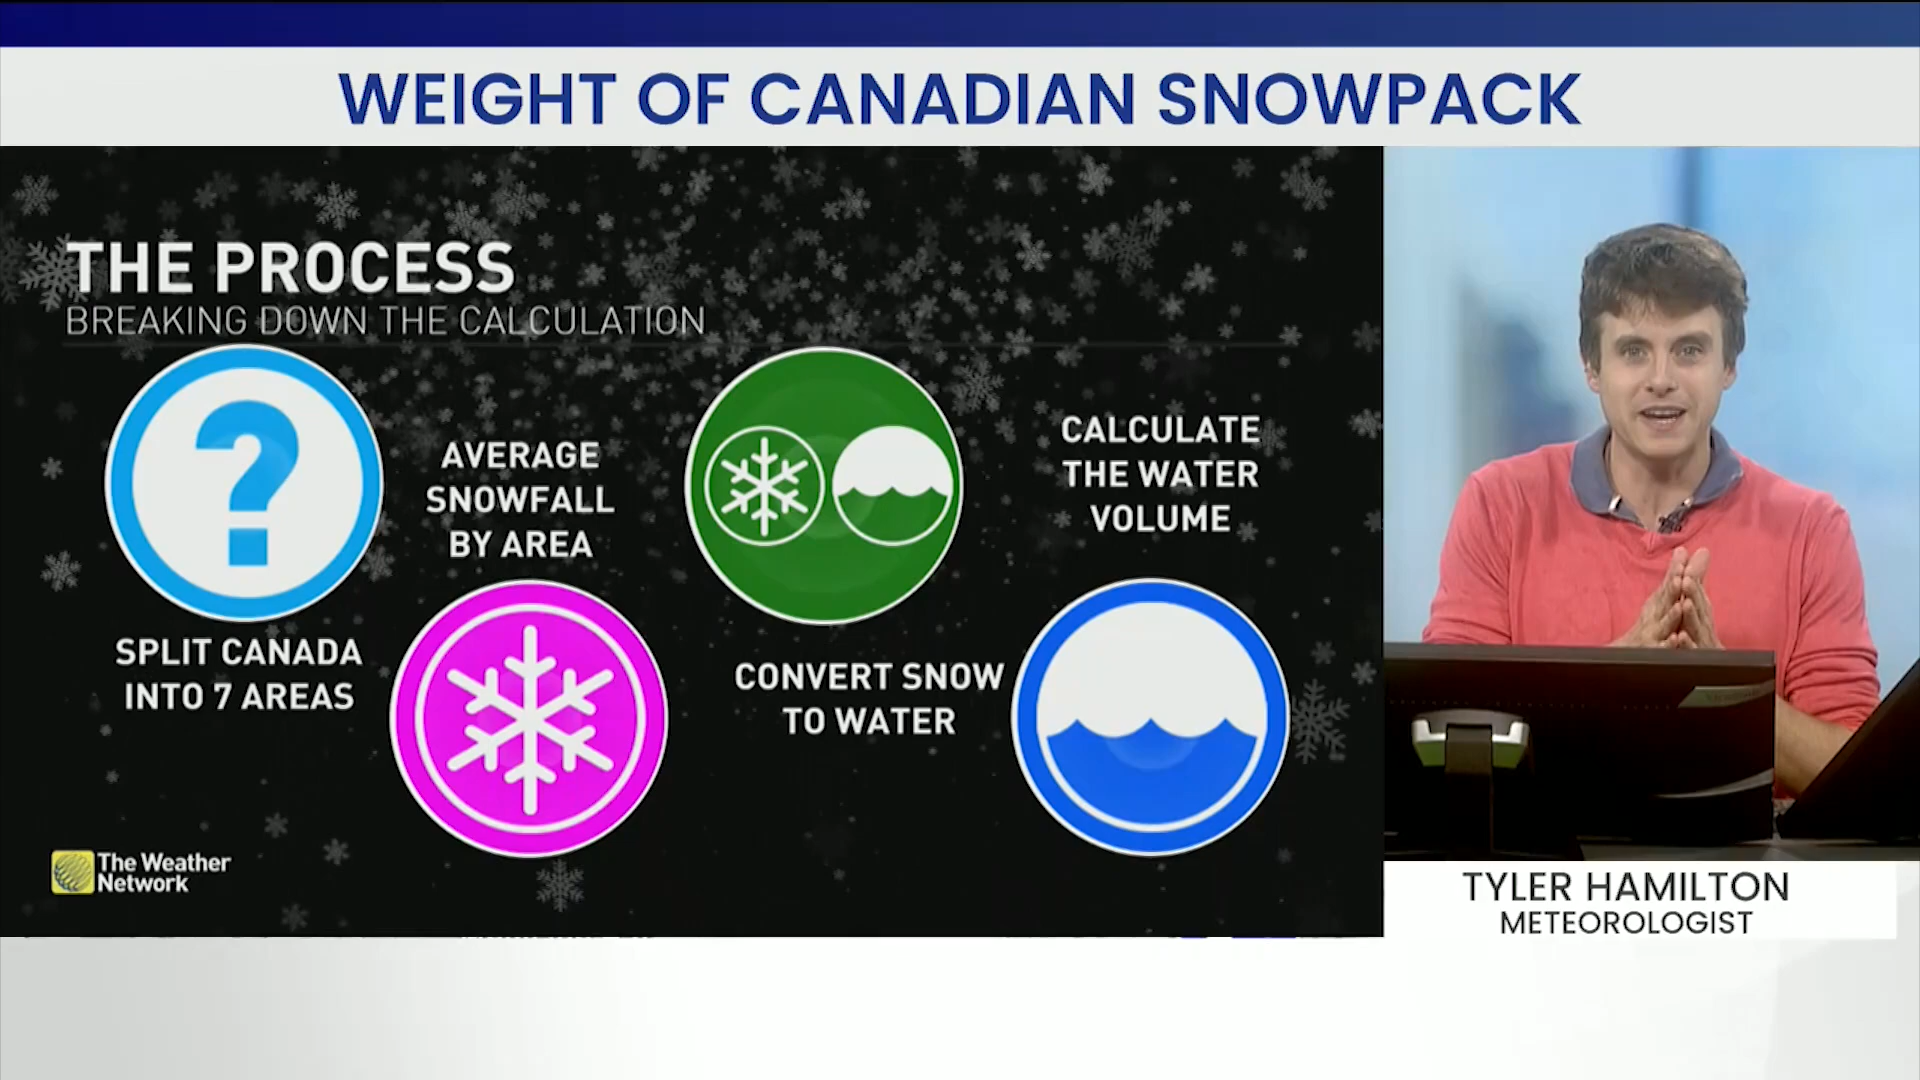 WEIGHT OF CANADIAN SNOWPACK
THE PROCESS
BREAKING DOWN THE CALCULATION
SPLIT CANADA
INTO 7 AREAS
AVERAGE
SNOWFALL
BY AREA
CONVERT SNOW
TO WATER
CALCULATE
THE WATER
VOLUME
The Weather
Network
TYLER HAMILTON
METEOROLOGIST